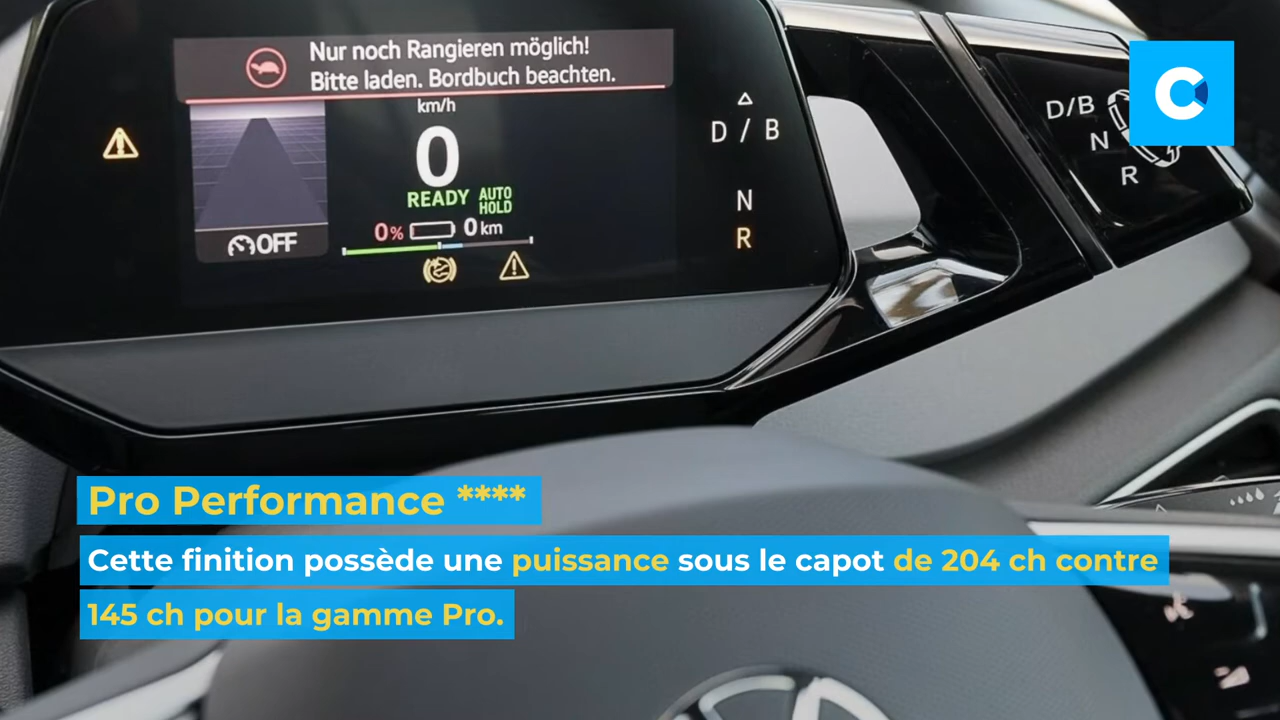 Nur noch Rangieren möglich!
Bitte laden. Bordbuch beachten.
km/h
0
READY AUTO HOLD
0% 0 km
OFF
D / B
N
R
D/B
N
R
Pro Performance ****
Cette finition possède une puissance sous le capot de 204 ch contre
145 ch pour la gamme Pro.